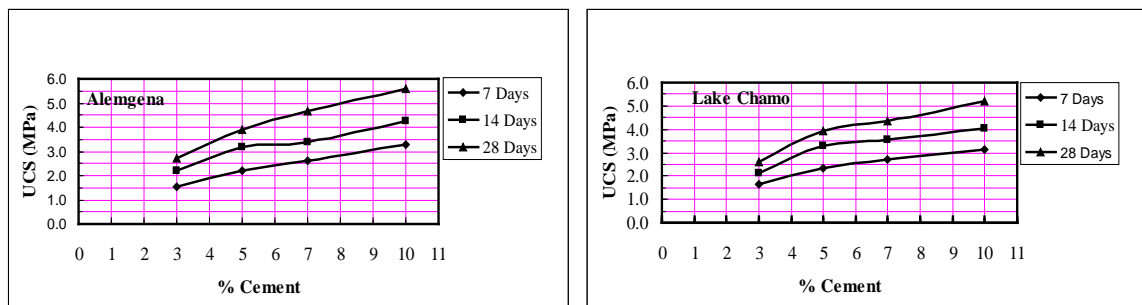 Alemgena
UCS (MPa)
6.0
5.0
4.0
3.0
2.0
1.0
0.0
0 1 2 3 4 5 6 7 8 9 10 11
% Cement
7 Days
14 Days
28 Days
Lake Chamo
UCS (MPa)
6.0
5.0
4.0
3.0
2.0
1.0
0.0
0 1 2 3 4 5 6 7 8 9 10 11
% Cement
7 Days
14 Days
28 Days